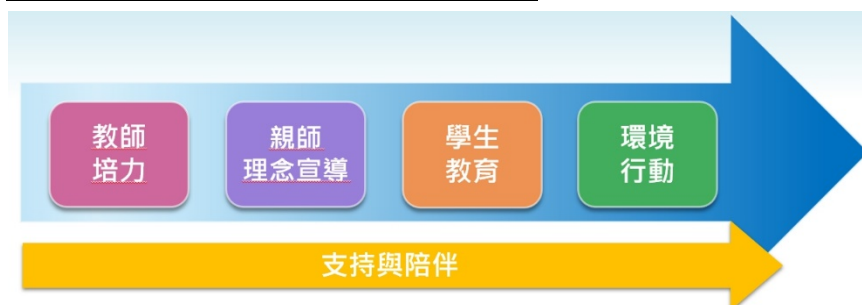 教師
培力
親師
理念宣導
學生
教育
環境
行動
支持與陪伴